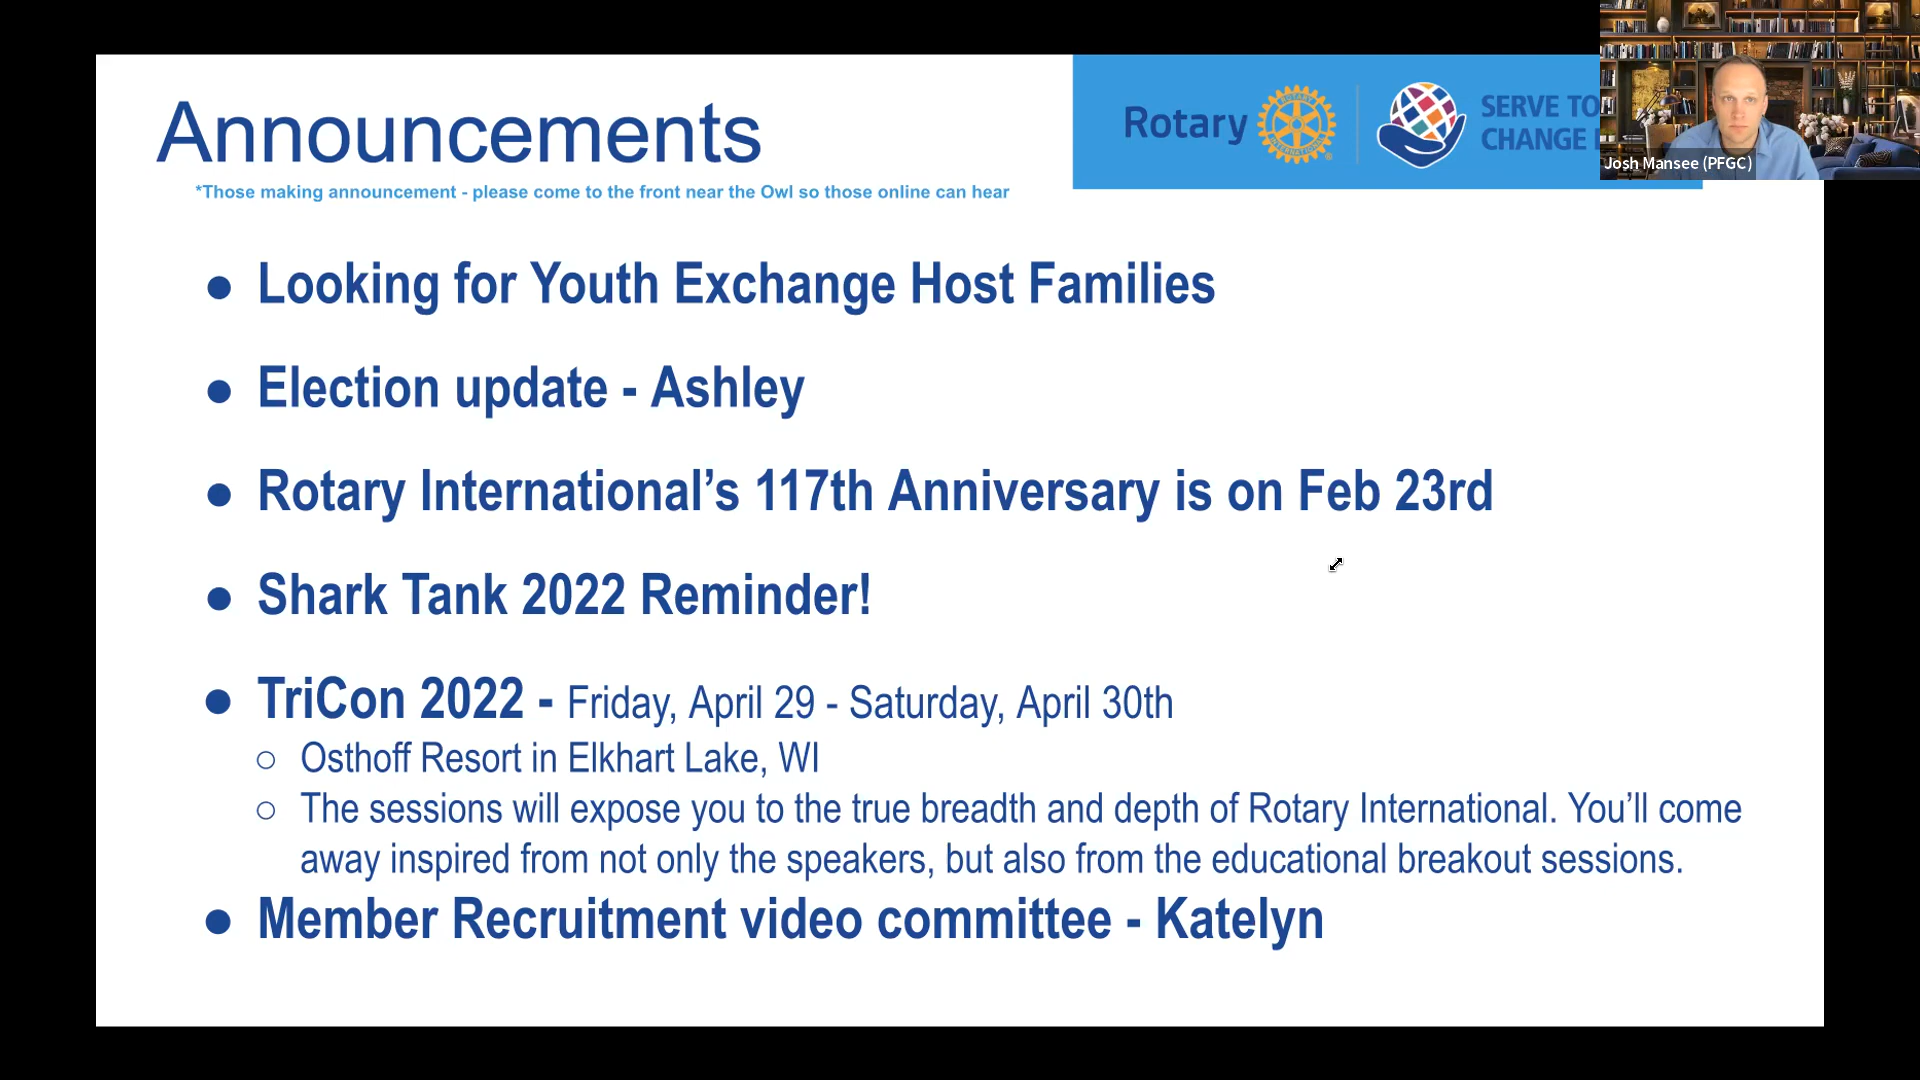 Announcements
*Those making announcement - please come to the front near the Owl so those online can hear
Rotary
SERVE TO
CHANGE
Josh Mansee (PFGC)
● Looking for Youth Exchange Host Families
● Election update - Ashley
● Rotary International’s 117th Anniversary is on Feb 23rd
● Shark Tank 2022 Reminder!
● TriCon 2022 - Friday, April 29 - Saturday, April 30th
○ Osthoff Resort in Elkhart Lake, WI
○ The sessions will expose you to the true breadth and depth of Rotary International. You’ll come
away inspired from not only the speakers, but also from the educational breakout sessions.
● Member Recruitment video committee - Katelyn